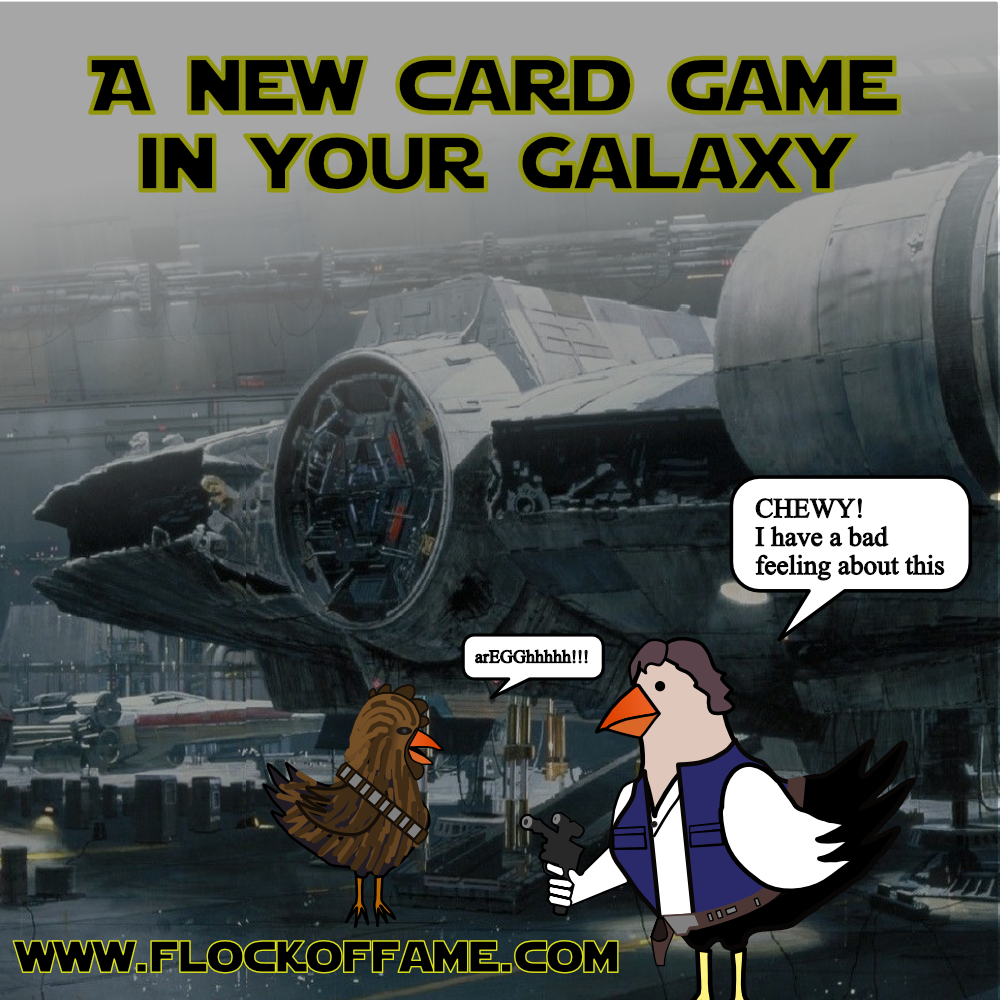 A NEW CARD GAME
IN YOUR GALAXY
CHEWY!
I have a bad
feeling about this
arEGGhhhhh!!!
WWW.FLOCKOFFAME.COM